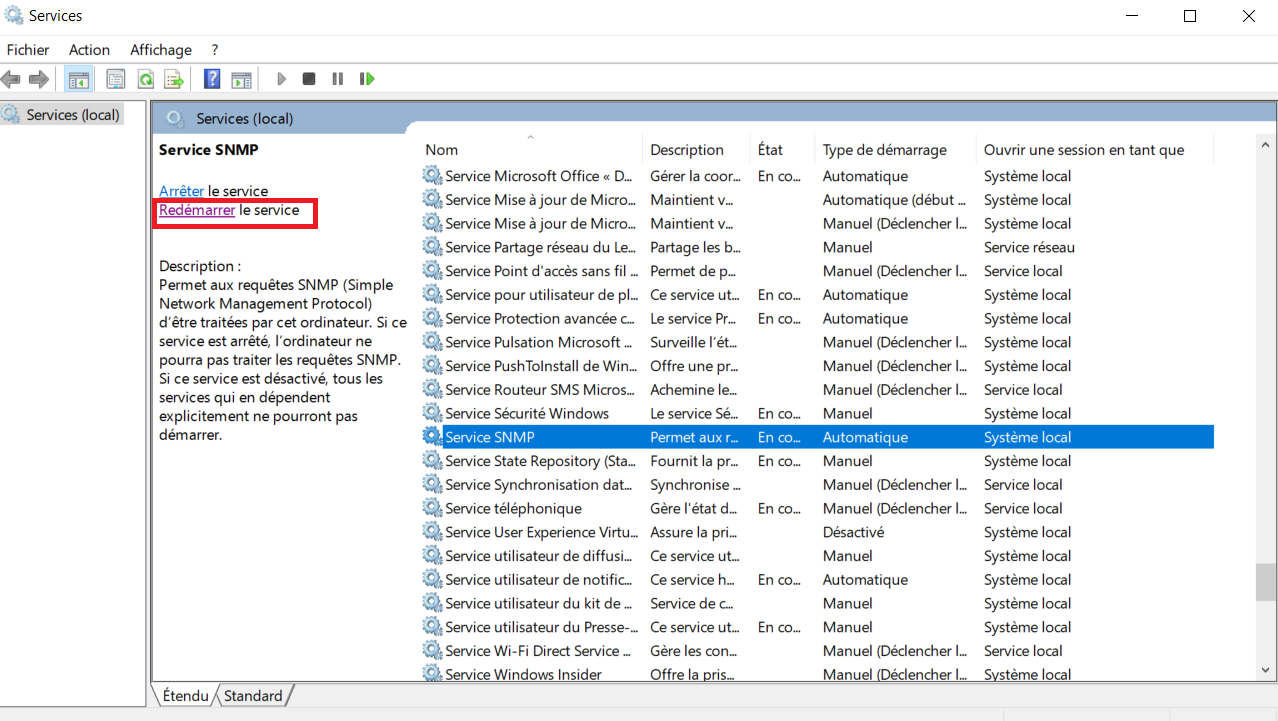 Services
Fichier Action Affichage ?
Services (local)
Services (local)
Service SNMP
Arrêter le service
Redémarrer le service
Description :
Permet aux requêtes SNMP (Simple
Network Management Protocol)
d’être traitées par cet ordinateur. Si ce
service est arrêté, l’ordinateur ne
pourra pas traiter les requêtes SNMP.
Si ce service est désactivé, tous les
services qui en dépendent
explicitement ne pourront pas
démarrer.
Nom Description État Type de démarrage Ouvrir une session en tant que
Service Microsoft Office « D... Gérer la coor... En co... Automatique Système local
Service Mise à jour de Micro... Maintient v... Automatique (début ... Système local
Service Mise à jour de Micro... Maintient v... Manuel (Déclencher l... Système local
Service Partage réseau du Le... Partage les b... Manuel Service réseau
Service Point d'accès sans fil ... Permet de p... Manuel (Déclencher l... Service local
Service pour utilisateur de pl... Ce service ut... En co... Automatique Système local
Service Protection avancée c... Le service Pr... En co... Automatique Système local
Service Pulsation Microsoft ... Surveille l’ét... Manuel (Déclencher l... Système local
Service PushToInstall de Win... Offre une pr... Manuel (Déclencher l... Système local
Service Routeur SMS Micros... Achemine le... Manuel (Déclencher l... Service local
Service Sécurité Windows Le service Sé... En co... Manuel Système local
Service SNMP Permet aux r... En co... Automatique Système local
Service State Repository (Sta... Fournit la pr... En co... Manuel Système local
Service Synchronisation dat... Synchronise ... Manuel (Déclencher l... Service local
Service téléphonique Gère l'état d... En co... Manuel (Déclencher l... Service local
Service User Experience Virtu... Assure la pri... Désactivé Système local
Service utilisateur de diffusi... Ce service ut... Manuel Système local
Service utilisateur de notific... Ce service h... En co... Automatique Système local
Service utilisateur du kit de ... Service de c... Manuel Système local
Service utilisateur du Presse-... Ce service ut... En co... Manuel Système local
Service Wi-Fi Direct Service ... Gère les con... Manuel (Déclencher l... Service local
Service Windows Insider Offre la pris... Manuel (Déclencher l... Système local
Étendu Standard